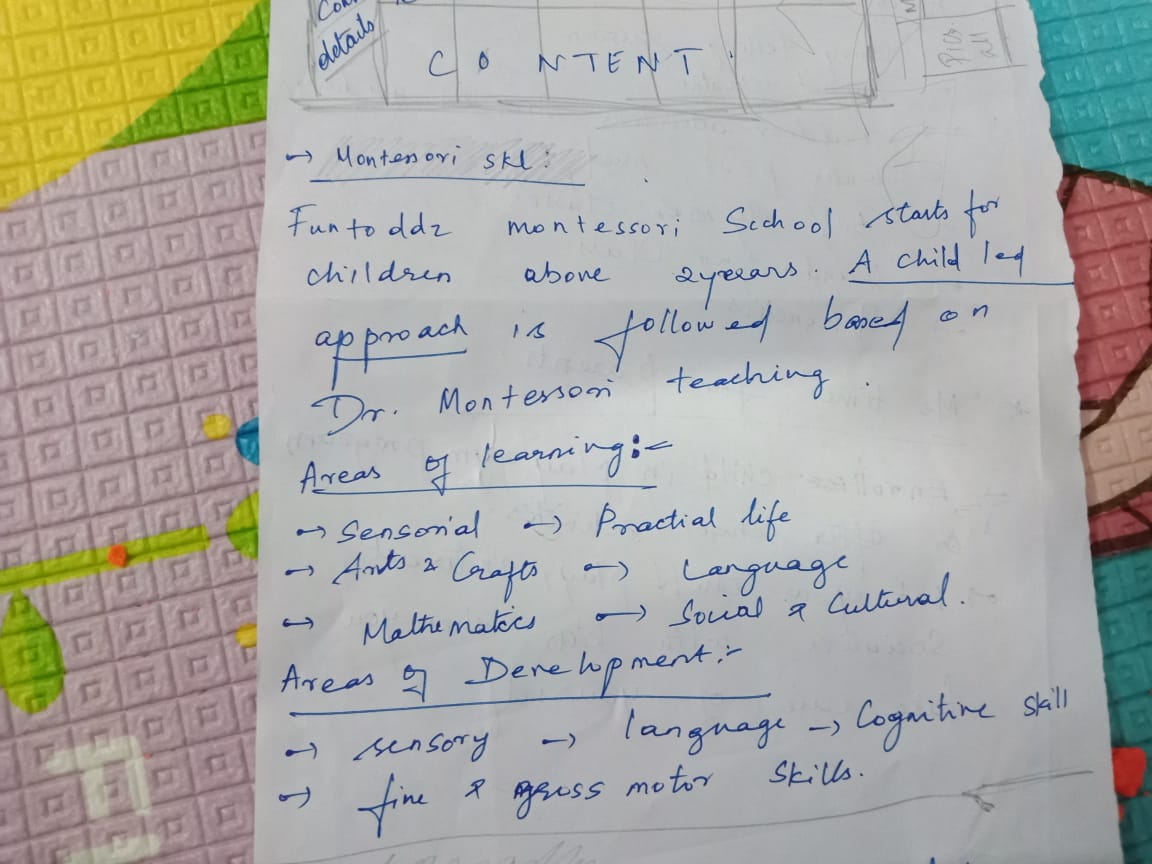 details
Pics
all
CONTENT
→ Montessori skl:
Funtoddz montessori School starts for
children above 2years. A child led
approach is followed based on
Dr. Montessori teaching.
Areas of learning:-
→ Sensorial → Practial life
→ Arts & Crafts → Language
→ Mathematics → Social & Cultural.
Areas of Development:-
→ sensory → language → Cognitive skill
→ fine & gross motor skills.